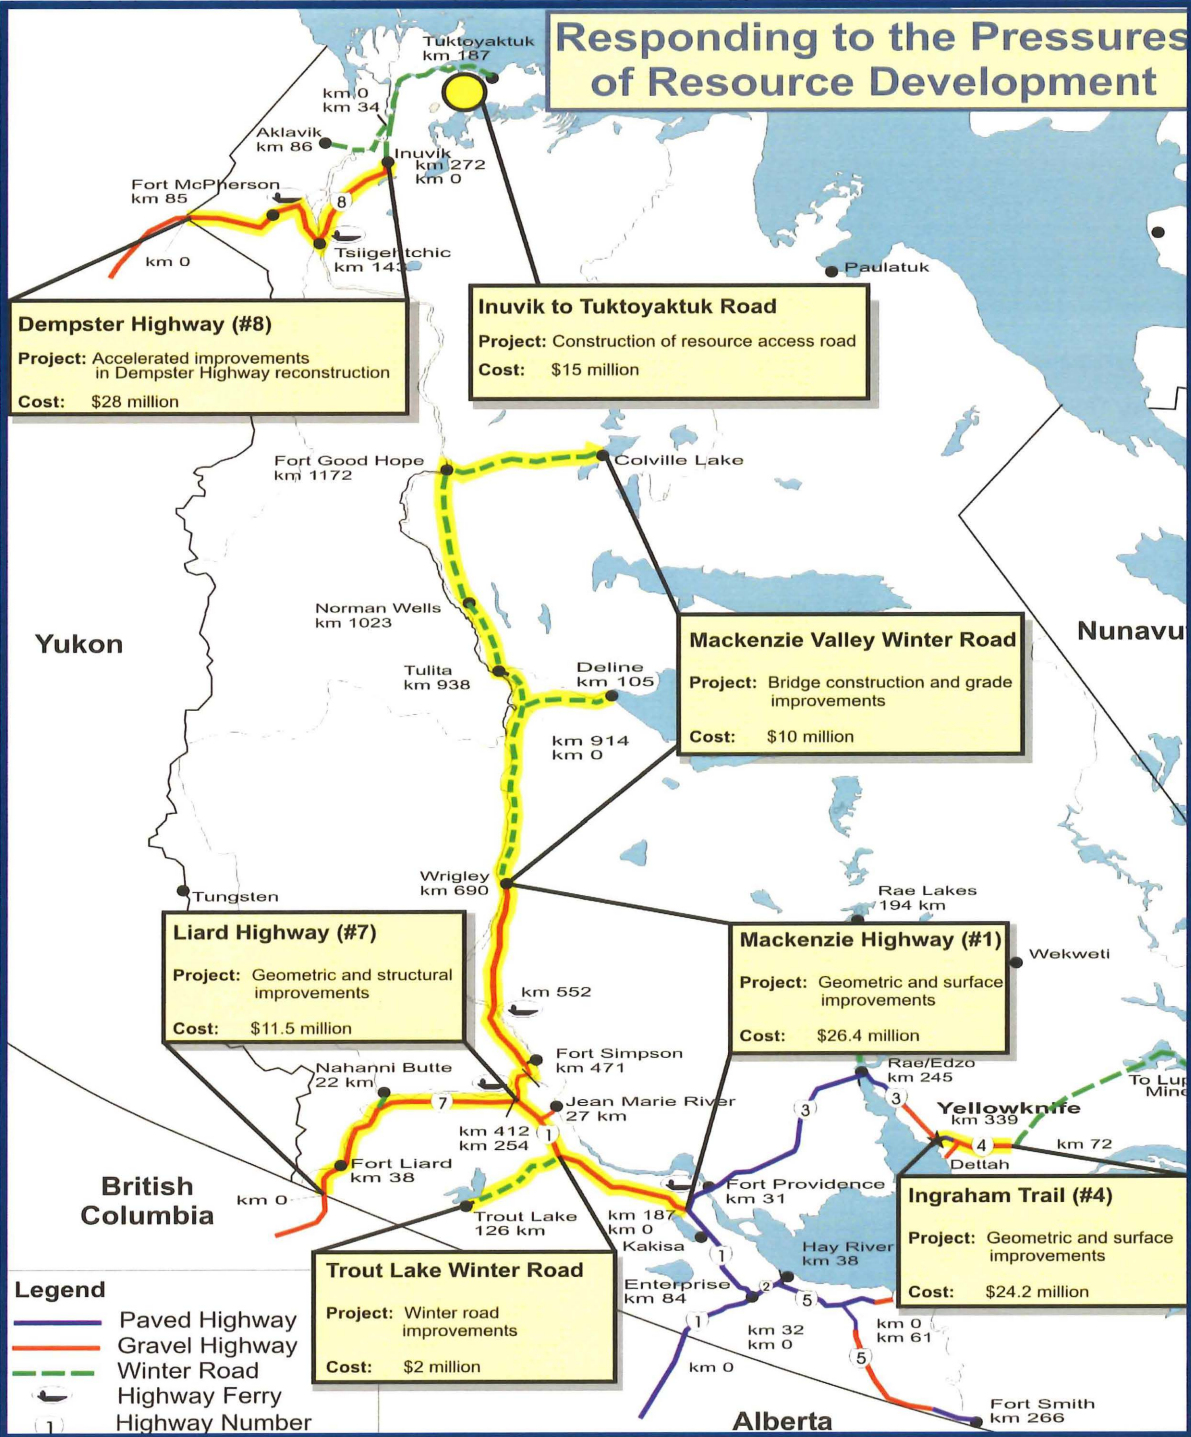 Responding to the Pressures
of Resource Development
Tuktoyaktuk
km 187
km 0
km 34
Aklavik
km 86
Inuvik
km 272
km 0
Fort McPherson
km 85
8
Tsiigehtchic
km 143
km 0
Paulatuk
Dempster Highway (#8)
Project: Accelerated improvements
in Dempster Highway reconstruction
Cost: $28 million
Inuvik to Tuktoyaktuk Road
Project: Construction of resource access road
Cost: $15 million
Fort Good Hope
km 1172
Colville Lake
Norman Wells
km 1023
Yukon
Nunavu
Tulita
km 938
Deline
km 105
km 914
km 0
Mackenzie Valley Winter Road
Project: Bridge construction and grade
improvements
Cost: $10 million
Wrigley
km 690
Tungsten
Rae Lakes
194 km
Wekweti
Liard Highway (#7)
Project: Geometric and structural
improvements
Cost: $11.5 million
Mackenzie Highway (#1)
Project: Geometric and surface
improvements
Cost: $26.4 million
km 552
Fort Simpson
km 471
Nahanni Butte
22 km
7
Jean Marie River
27 km
km 412
km 254
1
Rae/Edzo
km 245
3
3
To Lup
Mine
Yellowknife
km 339
4
km 72
Dettah
Fort Liard
km 38
km 0
British
Columbia
Trout Lake
126 km
Fort Providence
km 31
km 187
km 0
Kakisa
1
Hay River
km 38
Enterprise
km 84
2
5
1
km 32
km 0
km 0
km 61
km 0
5
Fort Smith
km 266
Alberta
Ingraham Trail (#4)
Project: Geometric and surface
improvements
Cost: $24.2 million
Trout Lake Winter Road
Project: Winter road
improvements
Cost: $2 million
Legend
Paved Highway
Gravel Highway
Winter Road
Highway Ferry
1 Highway Number